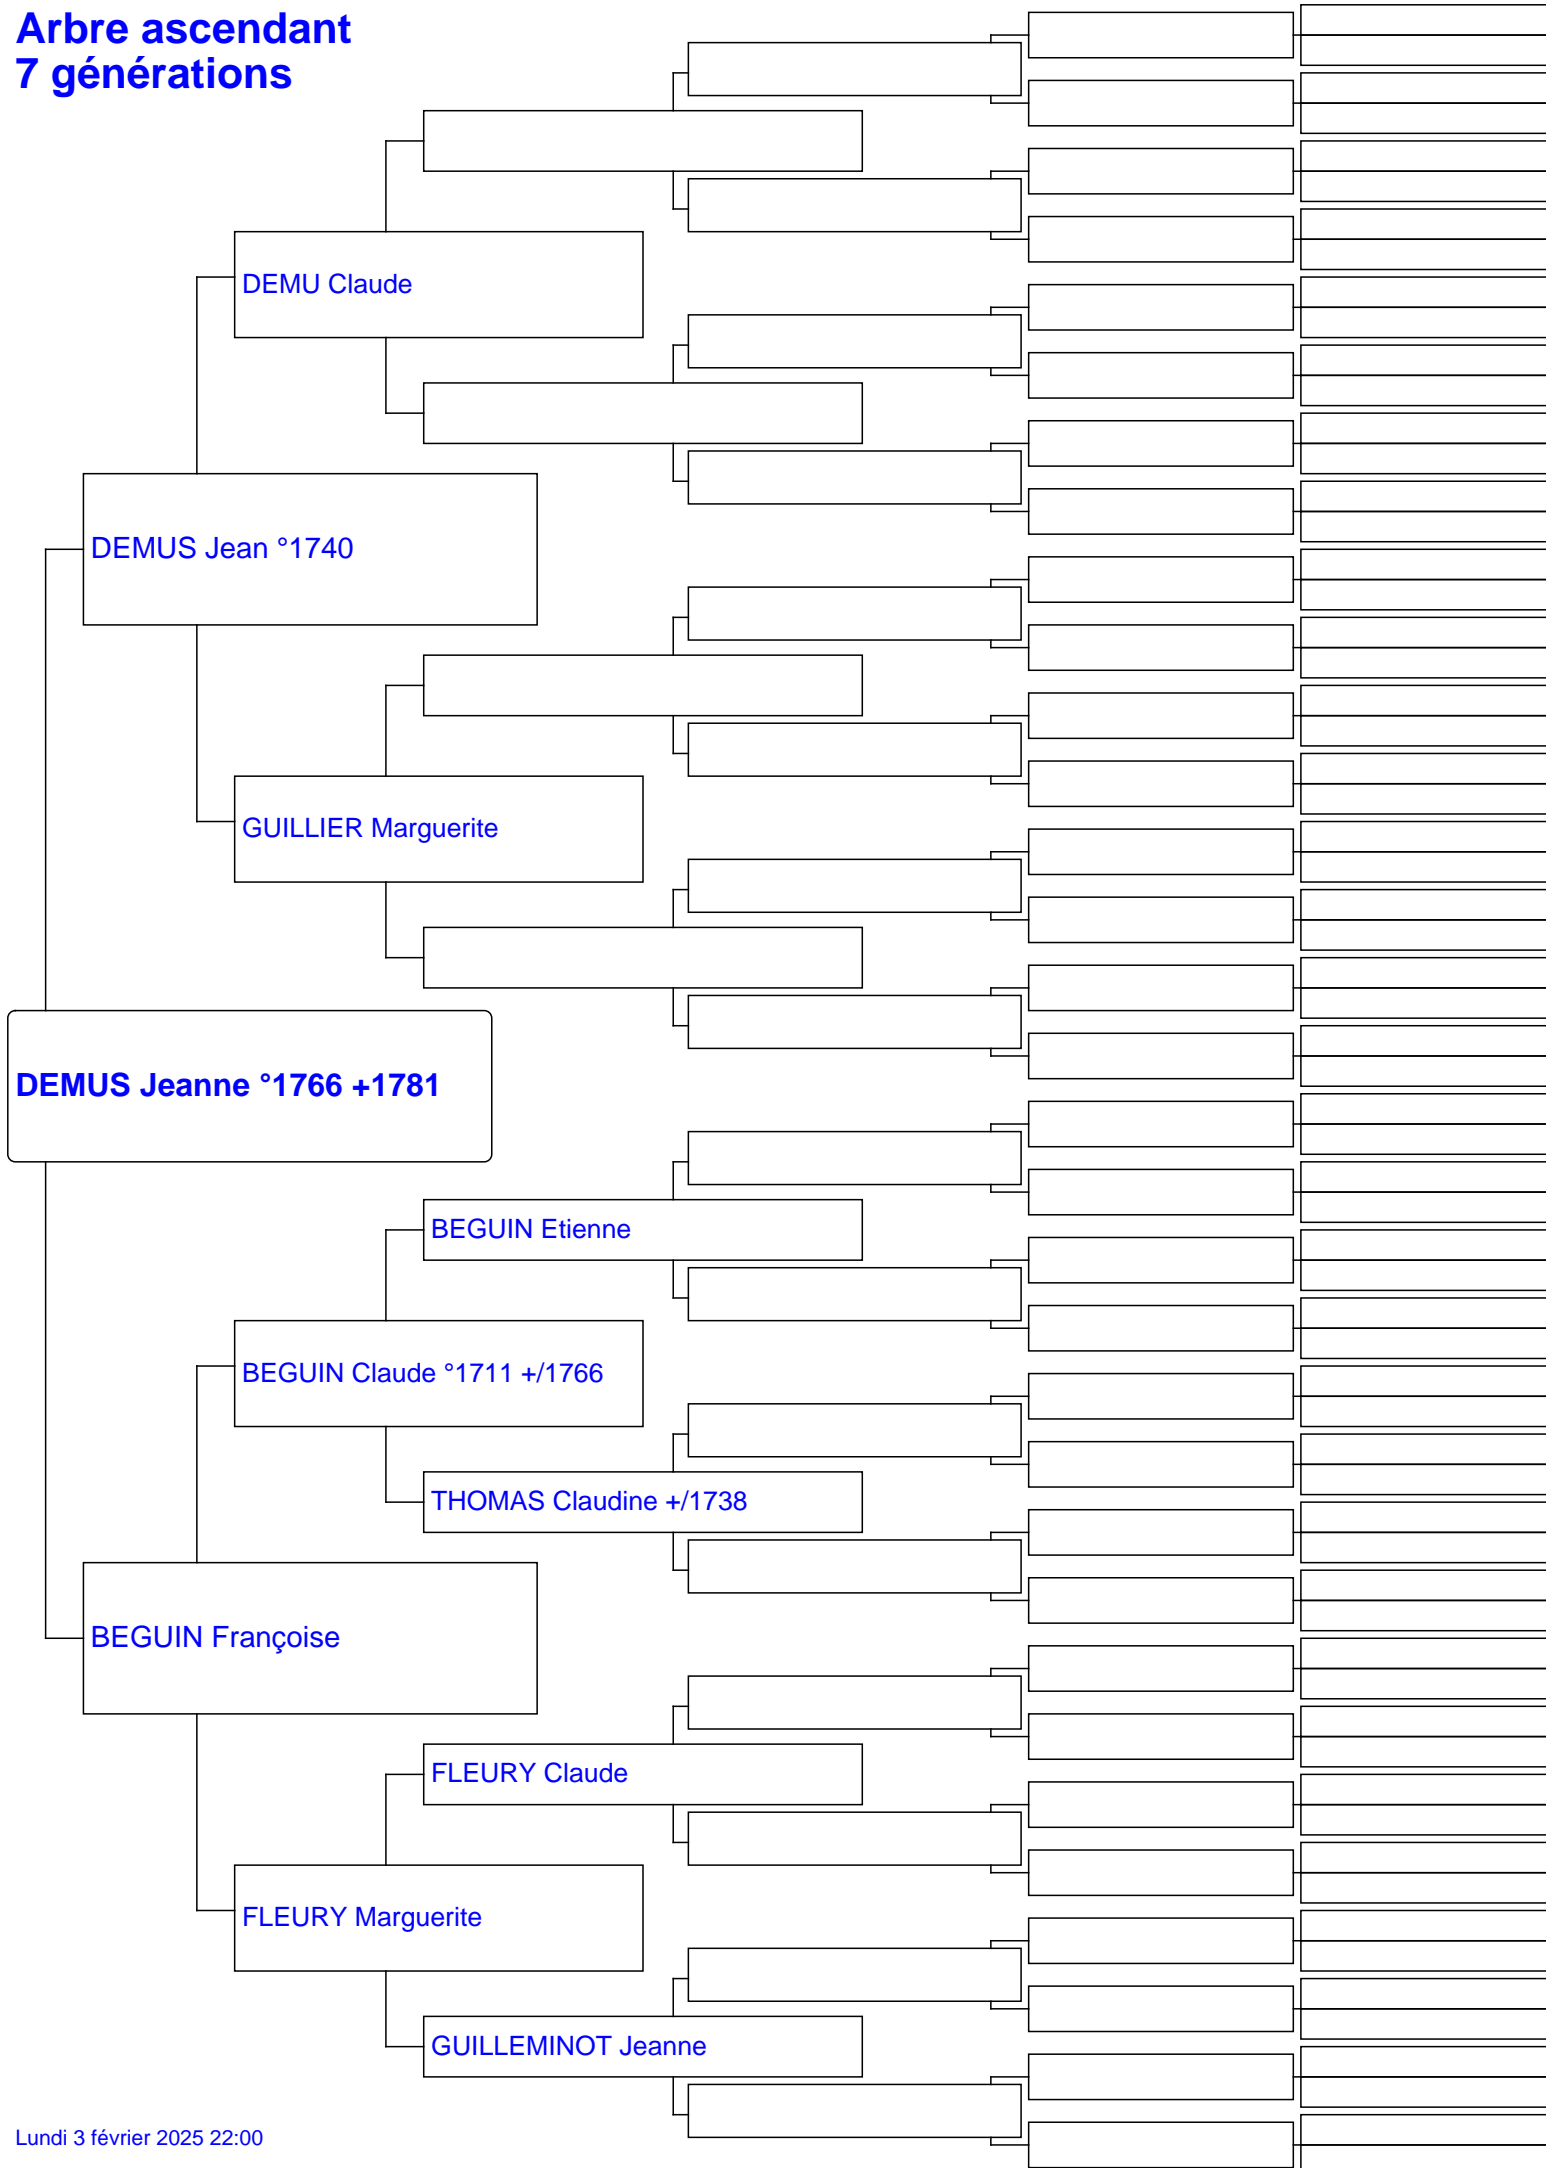 Arbre ascendant
7 générations
DEMU Claude
DEMUS Jean °1740
GUILLIER Marguerite
DEMUS Jeanne °1766 +1781
BEGUIN Etienne
BEGUIN Claude °1711 +/1766
THOMAS Claudine +/1738
BEGUIN Françoise
FLEURY Claude
FLEURY Marguerite
GUILLEMINOT Jeanne
Lundi 3 février 2025 22:00